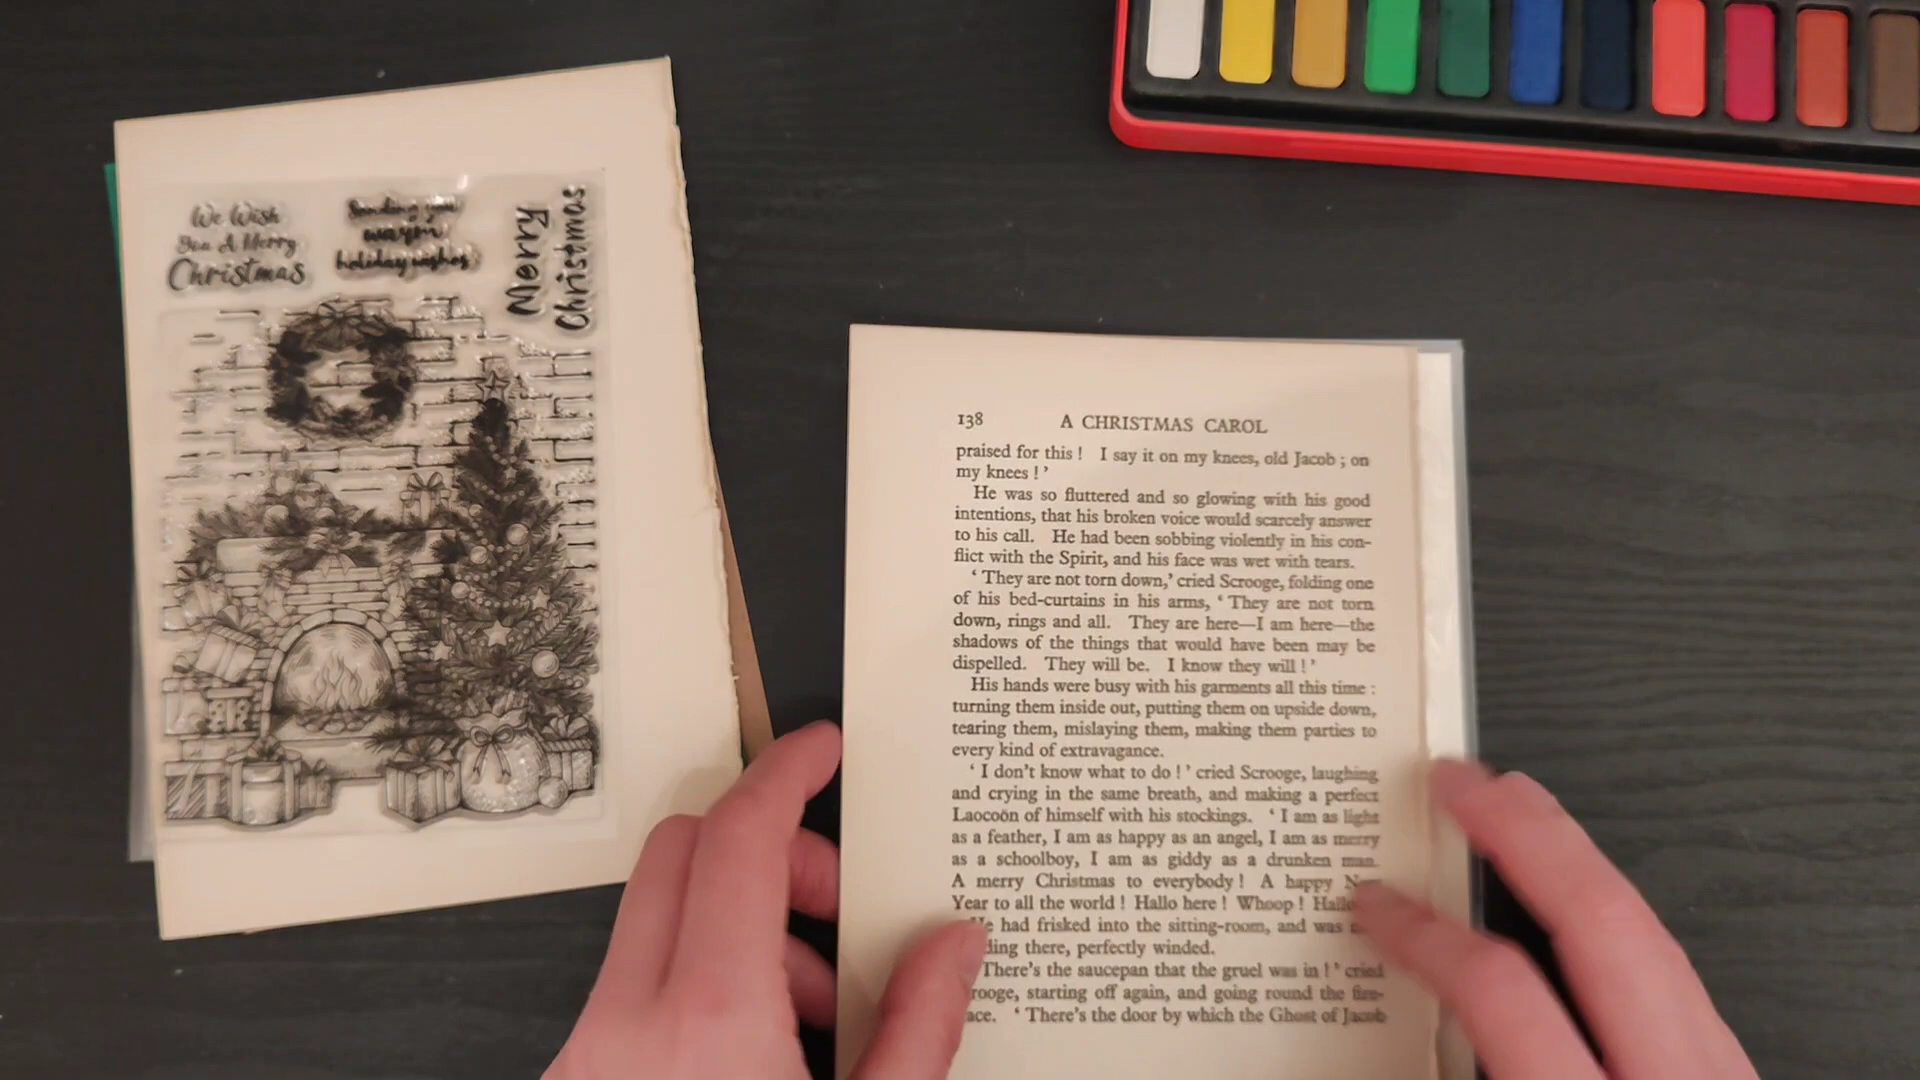 We Wish
You A Merry
Christmas
Sending you
warm
holiday wishes
Merry
Christmas
138 A CHRISTMAS CAROL
praised for this ! I say it on my knees, old Jacob ; on
my knees ! ’
He was so fluttered and so glowing with his good
intentions, that his broken voice would scarcely answer
to his call. He had been sobbing violently in his con-
flict with the Spirit, and his face was wet with tears.
‘ They are not torn down,’ cried Scrooge, folding one
of his bed-curtains in his arms, ‘ They are not torn
down, rings and all. They are here—I am here—the
shadows of the things that would have been may be
dispelled. They will be. I know they will ! ’
His hands were busy with his garments all this time :
turning them inside out, putting them on upside down,
tearing them, mislaying them, making them parties to
every kind of extravagance.
‘ I don’t know what to do ! ’ cried Scrooge, laughing
and crying in the same breath, and making a perfect
Laocoön of himself with his stockings. ‘ I am as light
as a feather, I am as happy as an angel, I am as merry
as a schoolboy, I am as giddy as a drunken man.
A merry Christmas to everybody ! A happy
Year to all the world ! Hallo here ! Whoop ! Hallo
He had frisked into the sitting-room, and was
ding there, perfectly winded.
There’s the saucepan that the gruel was in ! ’ cried
rooge, starting off again, and going round the fire-
ace. ‘ There’s the door by which the Ghost of Jacob